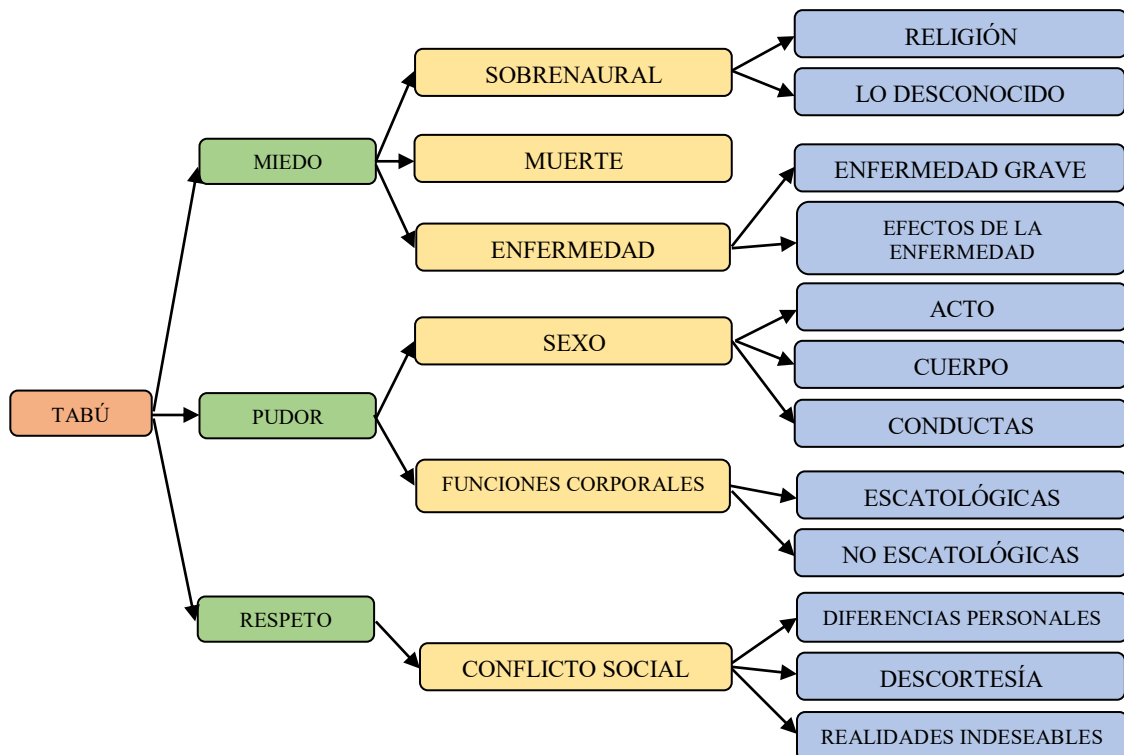 TABÚ
MIEDO
SOBRENAURAL
RELIGIÓN
LO DESCONOCIDO
MUERTE
ENFERMEDAD
ENFERMEDAD GRAVE
EFECTOS DE LA
ENFERMEDAD
PUDOR
SEXO
ACTO
CUERPO
CONDUCTAS
FUNCIONES CORPORALES
ESCATOLÓGICAS
NO ESCATOLÓGICAS
RESPETO
CONFLICTO SOCIAL
DIFERENCIAS PERSONALES
DESCORTESÍA
REALIDADES INDESEABLES